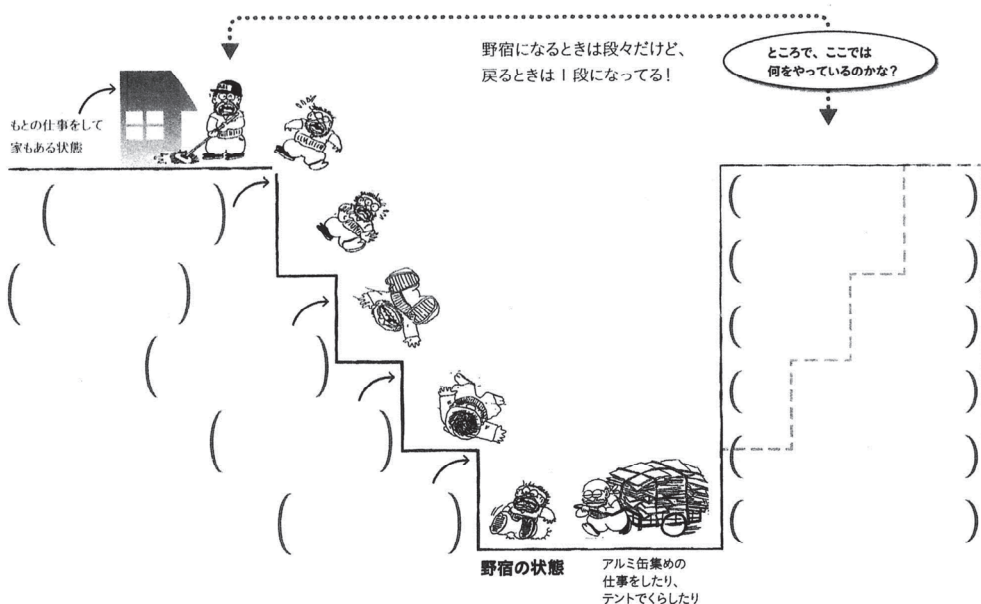 野宿になるときは段々だけど、
戻るときは1段になってる!
ところで、ここでは
何をやっているのかな?
もとの仕事をして
家もある状態
野宿の状態
アルミ缶集めの
仕事をしたり、
テントでくらしたり